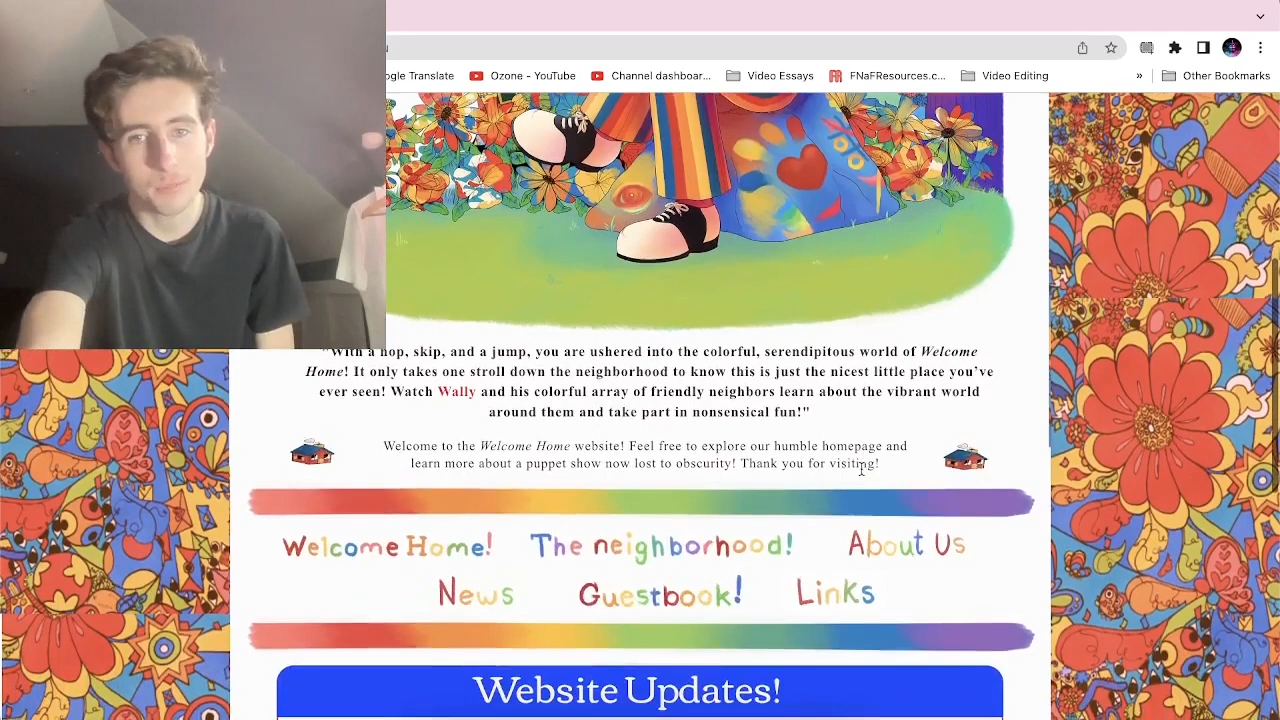 ogle Translate
Ozone - YouTube
Channel dashboar...
Video Essays
FNaFResources.c...
Video Editing
»
Other Bookmarks
YOU
"With a hop, skip, and a jump, you are ushered into the colorful, serendipitous world of Welcome
Home! It only takes one stroll down the neighborhood to know this is just the nicest little place you've
ever seen! Watch Wally and his colorful array of friendly neighbors learn about the vibrant world
around them and take part in nonsensical fun!"
Welcome to the Welcome Home website! Feel free to explore our humble homepage and
learn more about a puppet show now lost to obscurity! Thank you for visiting!
Welcome Home! The neighborhood! About Us
News Guestbook! Links
Website Updates!